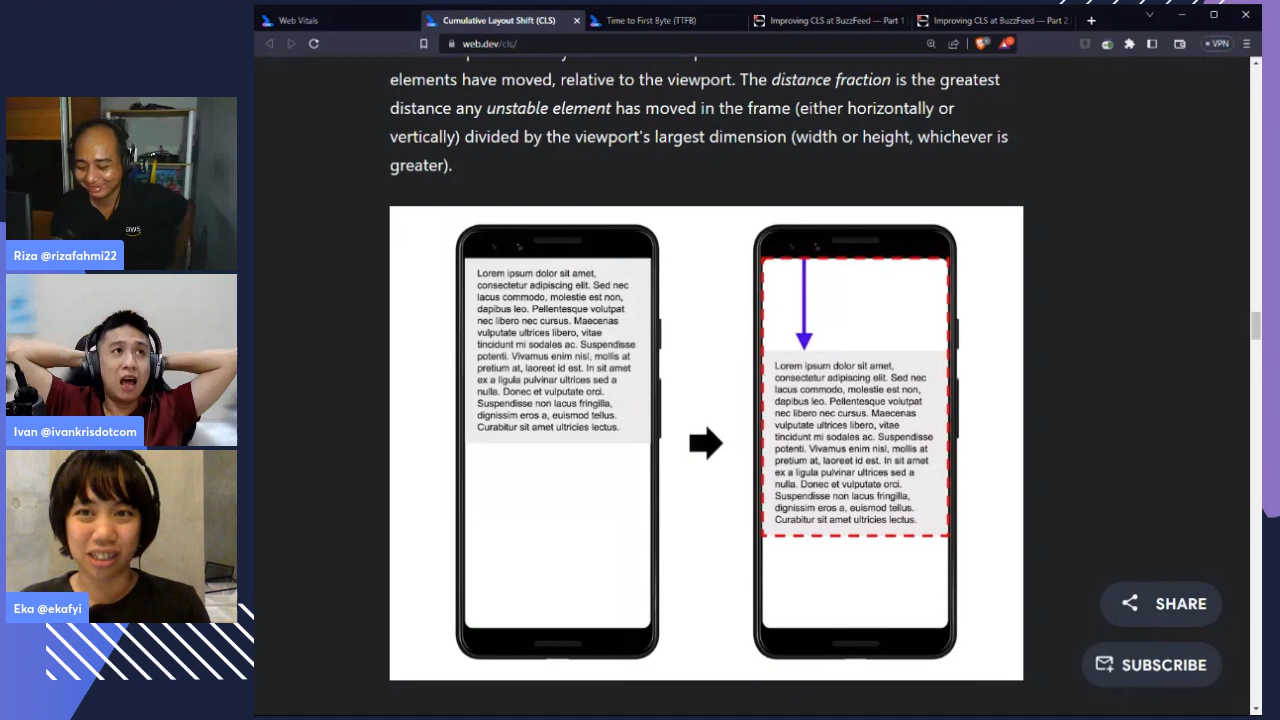 Web Vitals
Cumulative Layout Shift (CLS)
Time to First Byte (TTFB)
Improving CLS at BuzzFeed — Part 1
Improving CLS at BuzzFeed — Part 2
web.dev/cls/
VPN
elements have moved, relative to the viewport. The distance fraction is the greatest
distance any unstable element has moved in the frame (either horizontally or
vertically) divided by the viewport's largest dimension (width or height, whichever is
greater).
Lorem ipsum dolor sit amet,
consectetur adipiscing elit. Sed nec
lacus commodo, molestie est non,
dapibus leo. Pellentesque volutpat
nec libero nec cursus. Maecenas
vulputate ultrices libero, vitae
tincidunt mi sodales ac. Suspendisse
potenti. Vivamus enim nisl, mollis at
pretium at, laoreet id est. In sit amet
ex a ligula pulvinar ultrices sed a
nulla. Donec et vulputate orci.
Suspendisse non lacus fringilla,
dignissim eros a, euismod tellus.
Curabitur sit amet ultricies lectus.
Lorem ipsum dolor sit amet,
consectetur adipiscing elit. Sed nec
lacus commodo, molestie est non,
dapibus leo. Pellentesque volutpat
nec libero nec cursus. Maecenas
vulputate ultrices libero, vitae
tincidunt mi sodales ac. Suspendisse
potenti. Vivamus enim nisl, mollis at
pretium at, laoreet id est. In sit amet
ex a ligula pulvinar ultrices sed a
nulla. Donec et vulputate orci.
Suspendisse non lacus fringilla,
dignissim eros a, euismod tellus.
Curabitur sit amet ultricies lectus.
SHARE
SUBSCRIBE
aws
Riza @rizafahmi22
Ivan @ivankrisdotcom
Eka @ekafyi